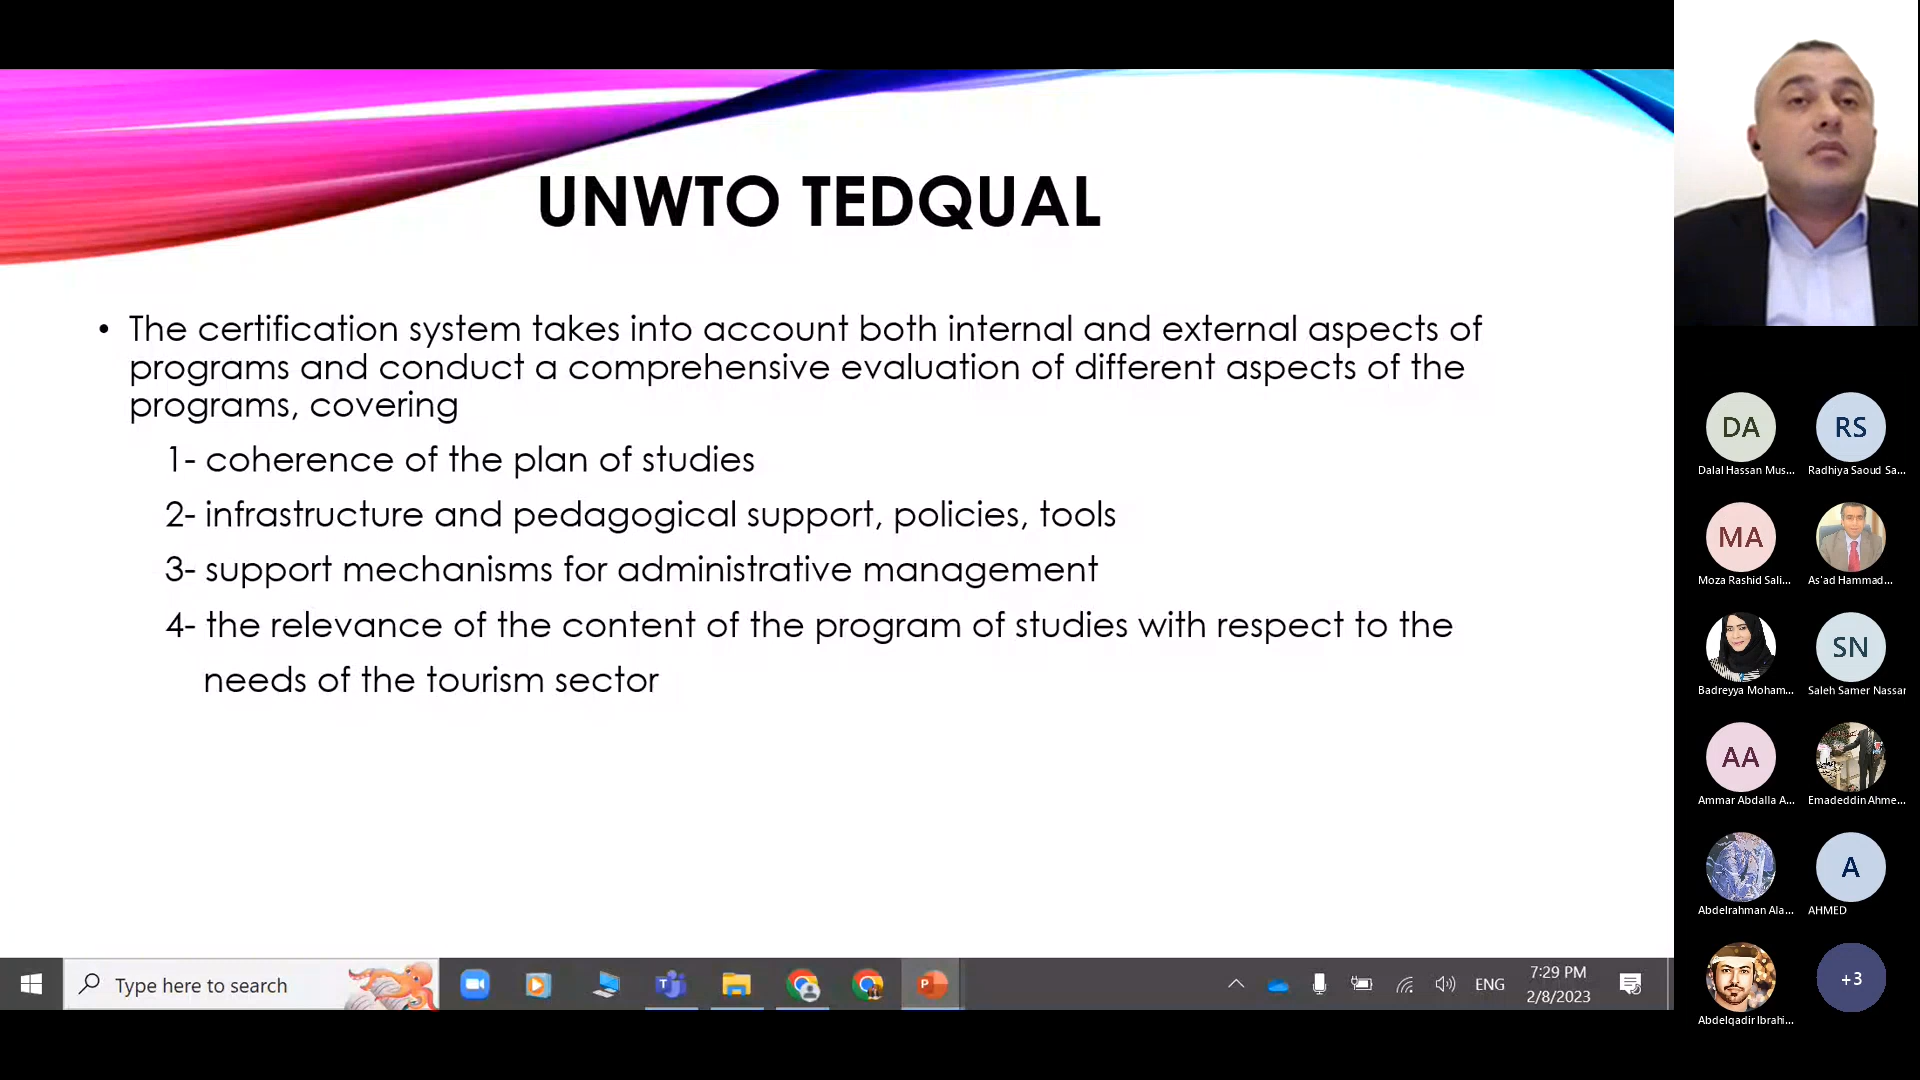 UNWTO TEDQUAL
• The certification system takes into account both internal and external aspects of
programs and conduct a comprehensive evaluation of different aspects of the
programs, covering
1- coherence of the plan of studies
2- infrastructure and pedagogical support, policies, tools
3- support mechanisms for administrative management
4- the relevance of the content of the program of studies with respect to the
needs of the tourism sector
DA
RS
Dalal Hassan Mus...
Radhiya Saoud Sa...
MA
Moza Rashid Sali...
As'ad Hammad...
SN
Badreyya Moham...
Saleh Samer Nassar
AA
Ammar Abdalla A...
Emadeddin Ahme...
A
Abdelrahman Ala...
AHMED
+3
Abdelqadir Ibrahi...
Type here to search
ENG
7:29 PM
2/8/2023